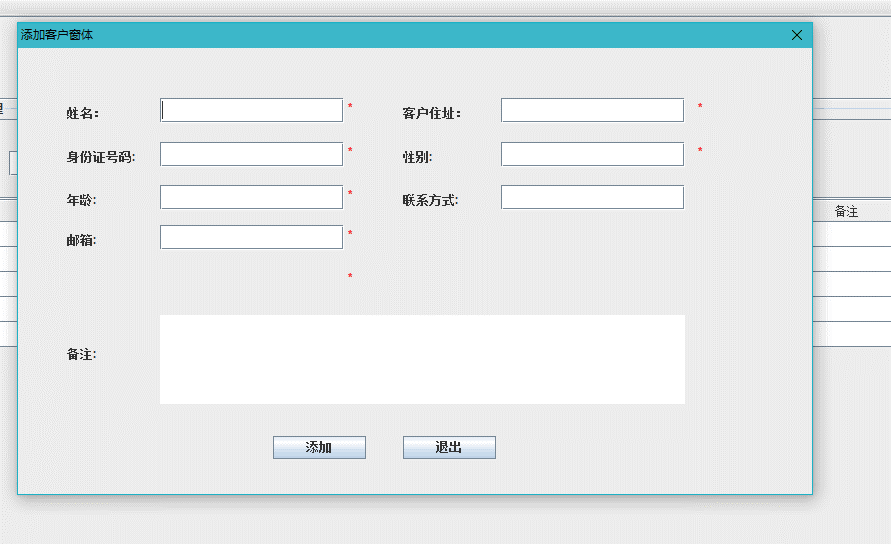 添加客户窗体
姓名： * 客户住址： *
身份证号码: * 性别: *
年龄: * 联系方式:
邮箱: *
*
备注
备注:
添加 退出